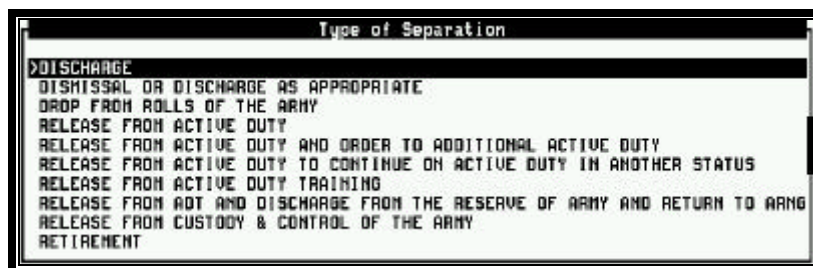 Type of Separation
>DISCHARGE
DISMISSAL OR DISCHARGE AS APPROPRIATE
DROP FROM ROLLS OF THE ARMY
RELEASE FROM ACTIVE DUTY
RELEASE FROM ACTIVE DUTY AND ORDER TO ADDITIONAL ACTIVE DUTY
RELEASE FROM ACTIVE DUTY TO CONTINUE ON ACTIVE DUTY IN ANOTHER STATUS
RELEASE FROM ACTIVE DUTY TRAINING
RELEASE FROM ADT AND DISCHARGE FROM THE RESERVE OF ARMY AND RETURN TO ARNG
RELEASE FROM CUSTODY & CONTROL OF THE ARMY
RETIREMENT